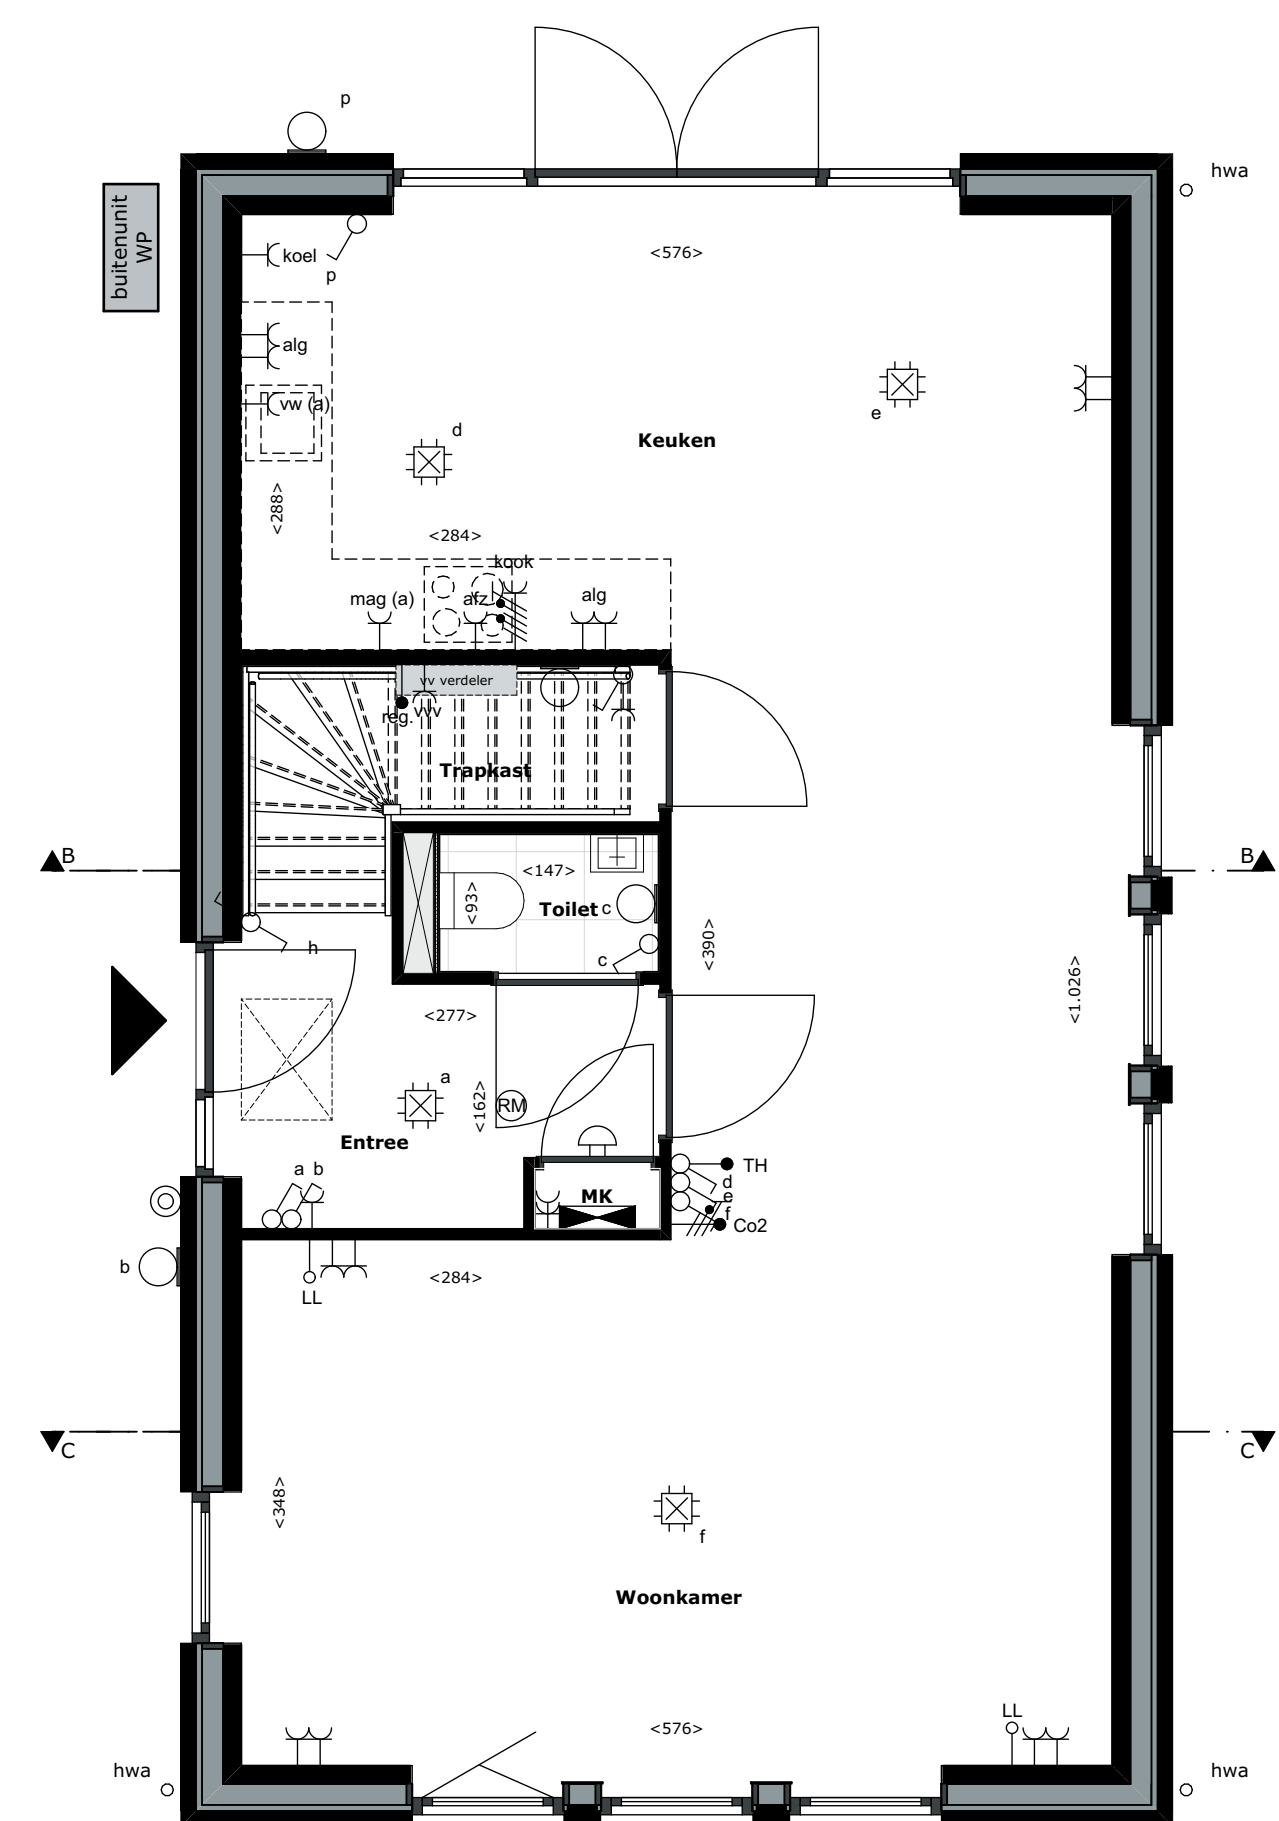 p
hwa
buitenunit
WP
koel
p
<576>
alg
vw (a)
e
d
Keuken
<288>
<284>
kook
mag (a)
afz
alg
vv verdeler
reg.
vvv
Trapkast
B
B
<147>
<93>
Toilet
c
c
h
<390>
<1.026>
<277>
a
<162>
RM
Entree
a b
MK
TH
d
e
f
Co2
b
LL
<284>
C
C
<348>
f
Woonkamer
LL
<576>
hwa
hwa